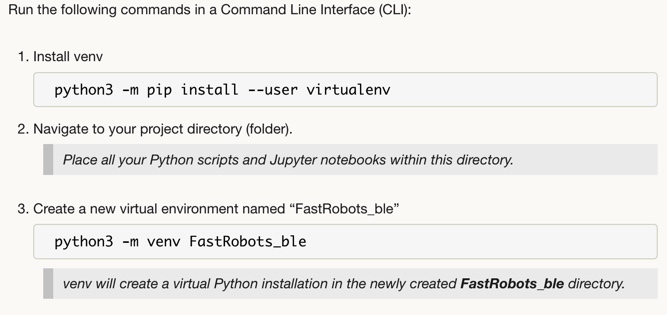 Run the following commands in a Command Line Interface (CLI):
1. Install venv
python3 -m pip install --user virtualenv
2. Navigate to your project directory (folder).
Place all your Python scripts and Jupyter notebooks within this directory.
3. Create a new virtual environment named “FastRobots_ble”
python3 -m venv FastRobots_ble
venv will create a virtual Python installation in the newly created FastRobots_ble directory.